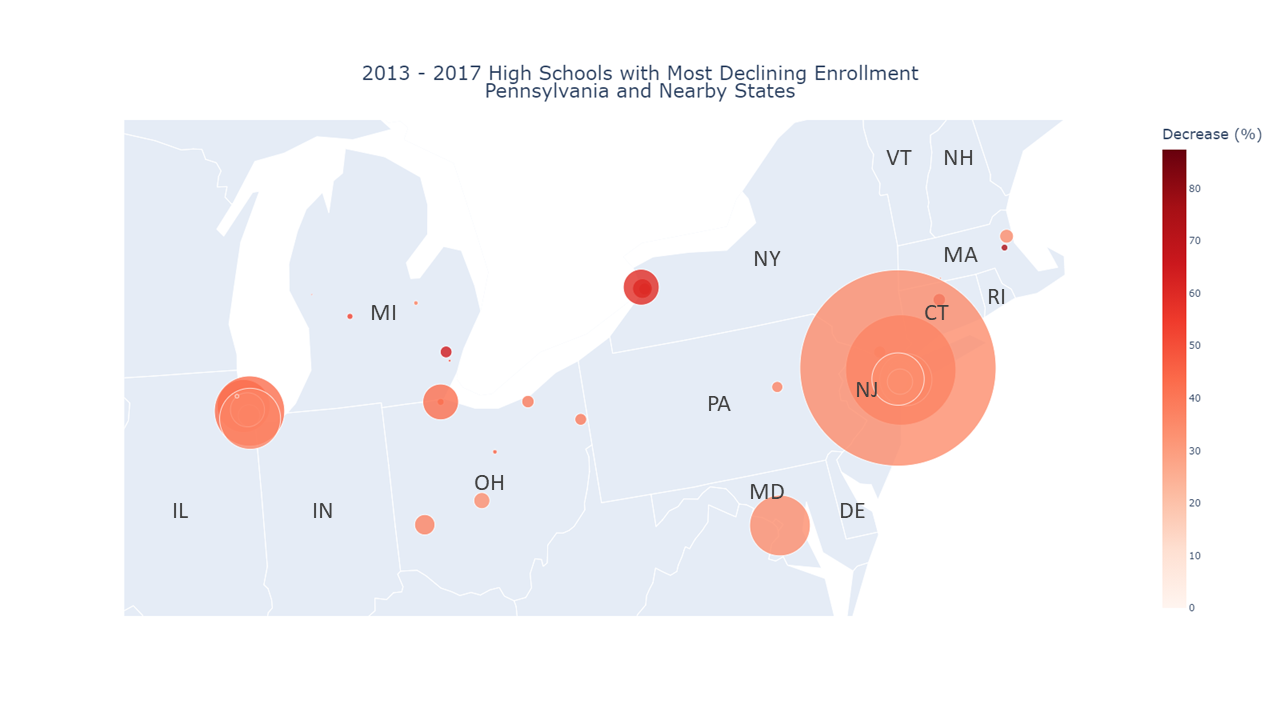 2013 - 2017 High Schools with Most Declining Enrollment
Pennsylvania and Nearby States
Decrease (%)
80
70
60
50
40
30
20
10
0
VT
NH
NY
MA
RI
CT
MI
NJ
PA
OH
MD
DE
IL
IN